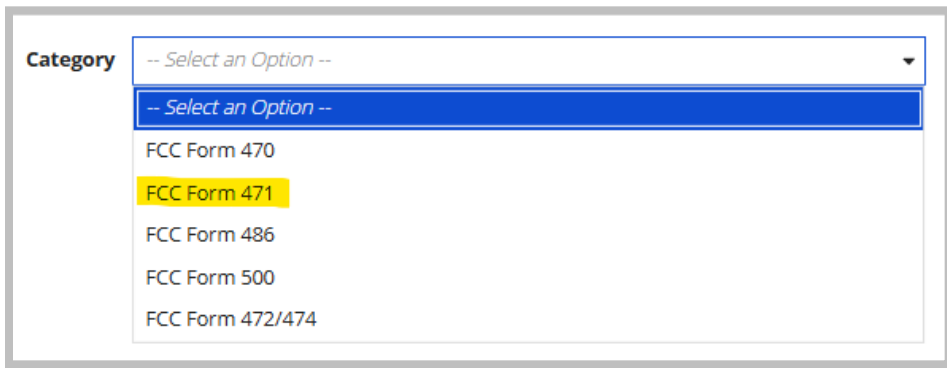 Category -- Select an Option --
-- Select an Option --
FCC Form 470
FCC Form 471
FCC Form 486
FCC Form 500
FCC Form 472/474